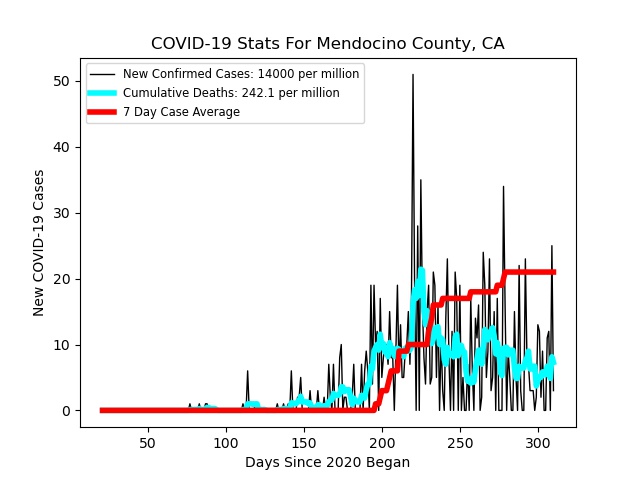 COVID-19 Stats For Mendocino County, CA
New Confirmed Cases: 14000 per million
Cumulative Deaths: 242.1 per million
7 Day Case Average
50
40
30
20
10
0
New COVID-19 Cases
50 100 150 200 250 300
Days Since 2020 Began